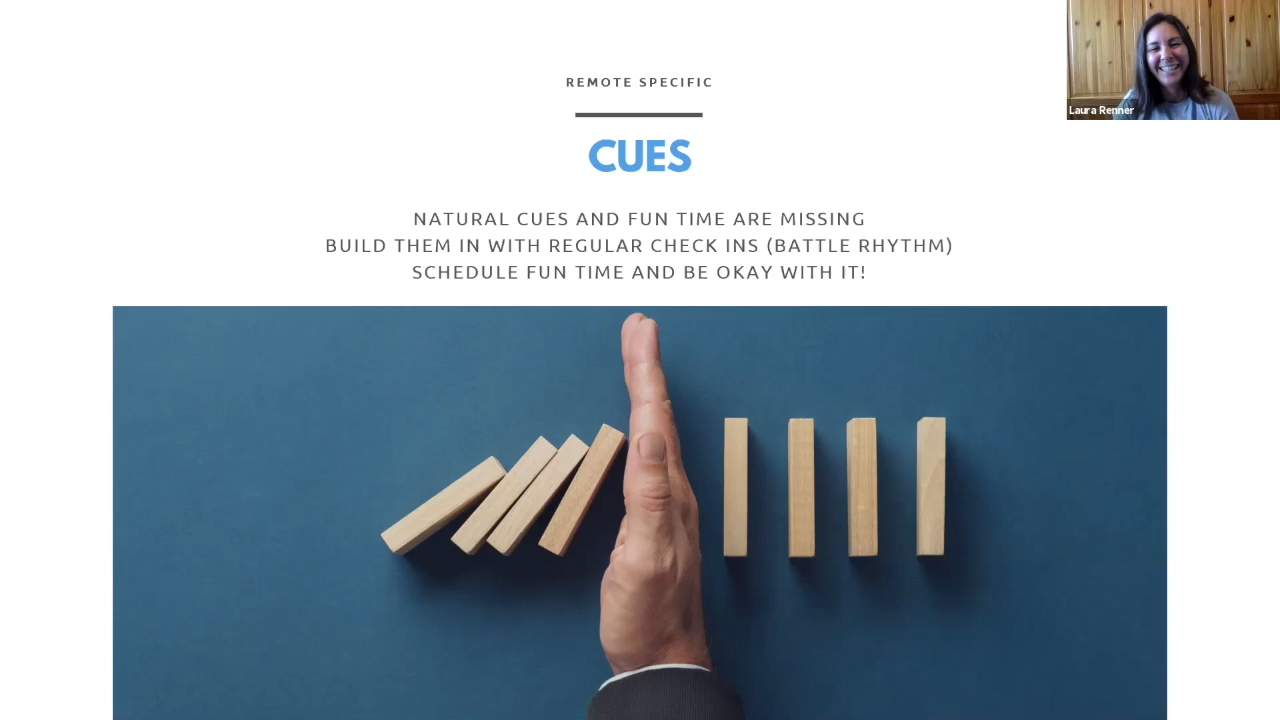 REMOTE SPECIFIC
CUES
NATURAL CUES AND FUN TIME ARE MISSING
BUILD THEM IN WITH REGULAR CHECK INS (BATTLE RHYTHM)
SCHEDULE FUN TIME AND BE OKAY WITH IT!
Laura Renner